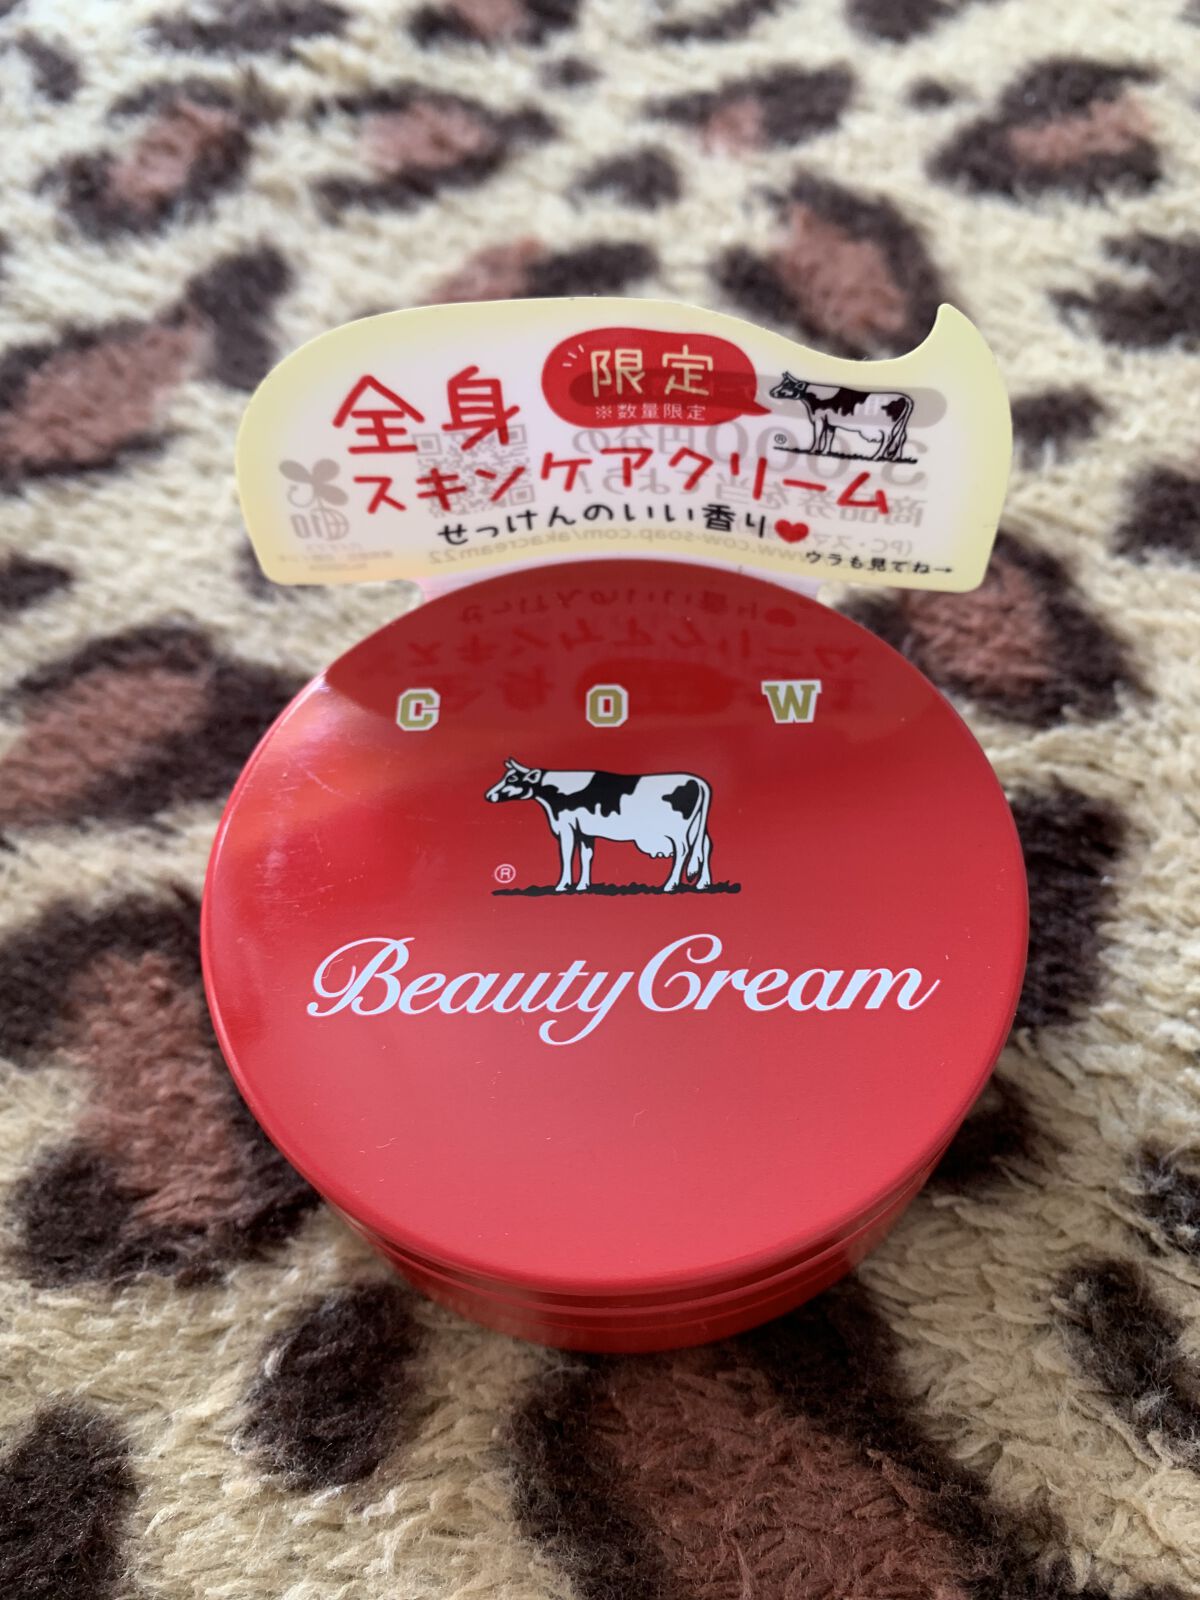 限定
※数量限定
全身
スキンケアクリーム
せっけんのいい香り♥
ウラも見てね→
®
C O W
®
Beauty Cream